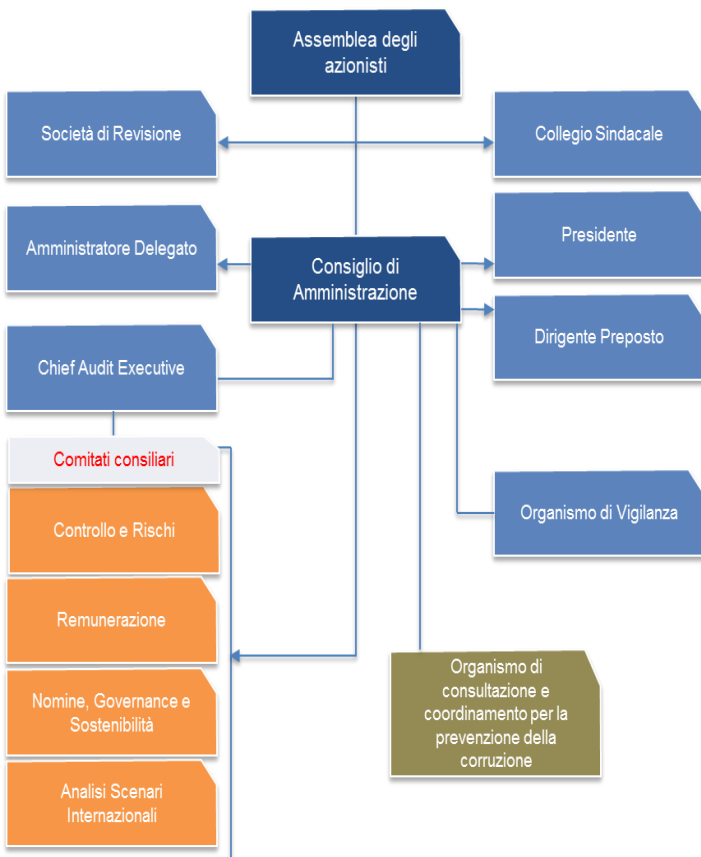 Assemblea degli
azionisti
Società di Revisione
Collegio Sindacale
Amministratore Delegato
Consiglio di
Amministrazione
Presidente
Dirigente Preposto
Chief Audit Executive
Comitati consiliari
Controllo e Rischi
Organismo di Vigilanza
Remunerazione
Nomine, Governance e
Sostenibilità
Organismo di
consultazione e
coordinamento per la
prevenzione della
corruzione
Analisi Scenari
Internazionali